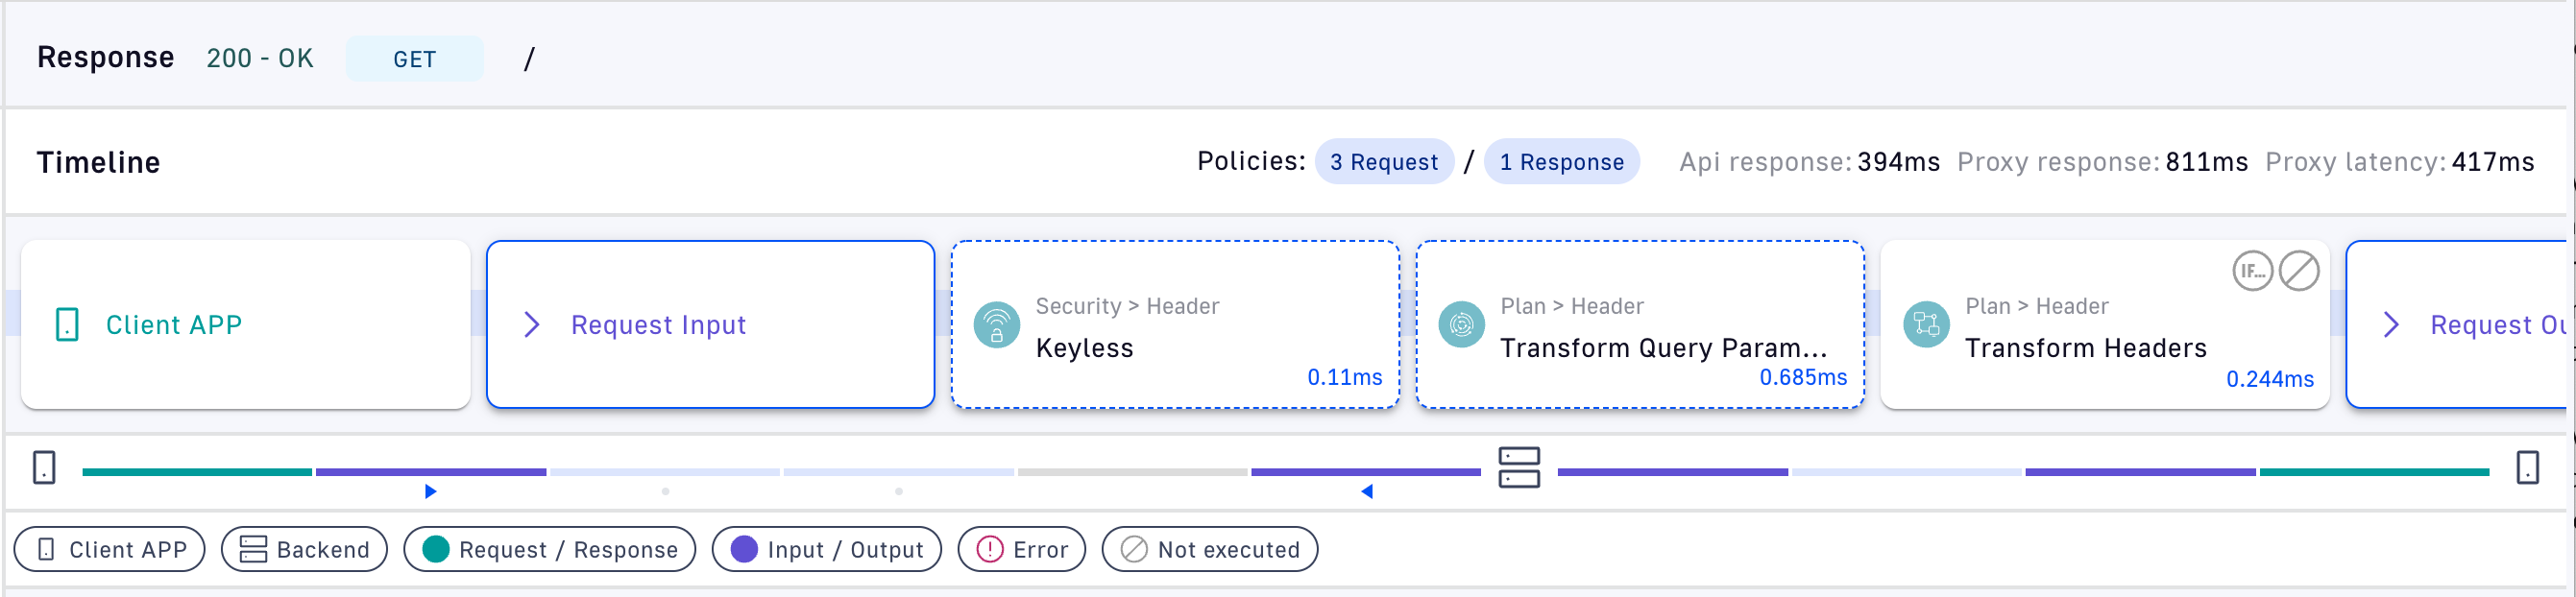 Response 200 - OK GET /
Timeline Policies: 3 Request / 1 Response Api response: 394ms Proxy response: 811ms Proxy latency: 417ms
Client APP
Request Input
Security > Header
Keyless
0.11ms
Plan > Header
Transform Query Param...
0.685ms
IF...
Plan > Header
Transform Headers
0.244ms
Request Ou
Client APP Backend Request / Response Input / Output Error Not executed